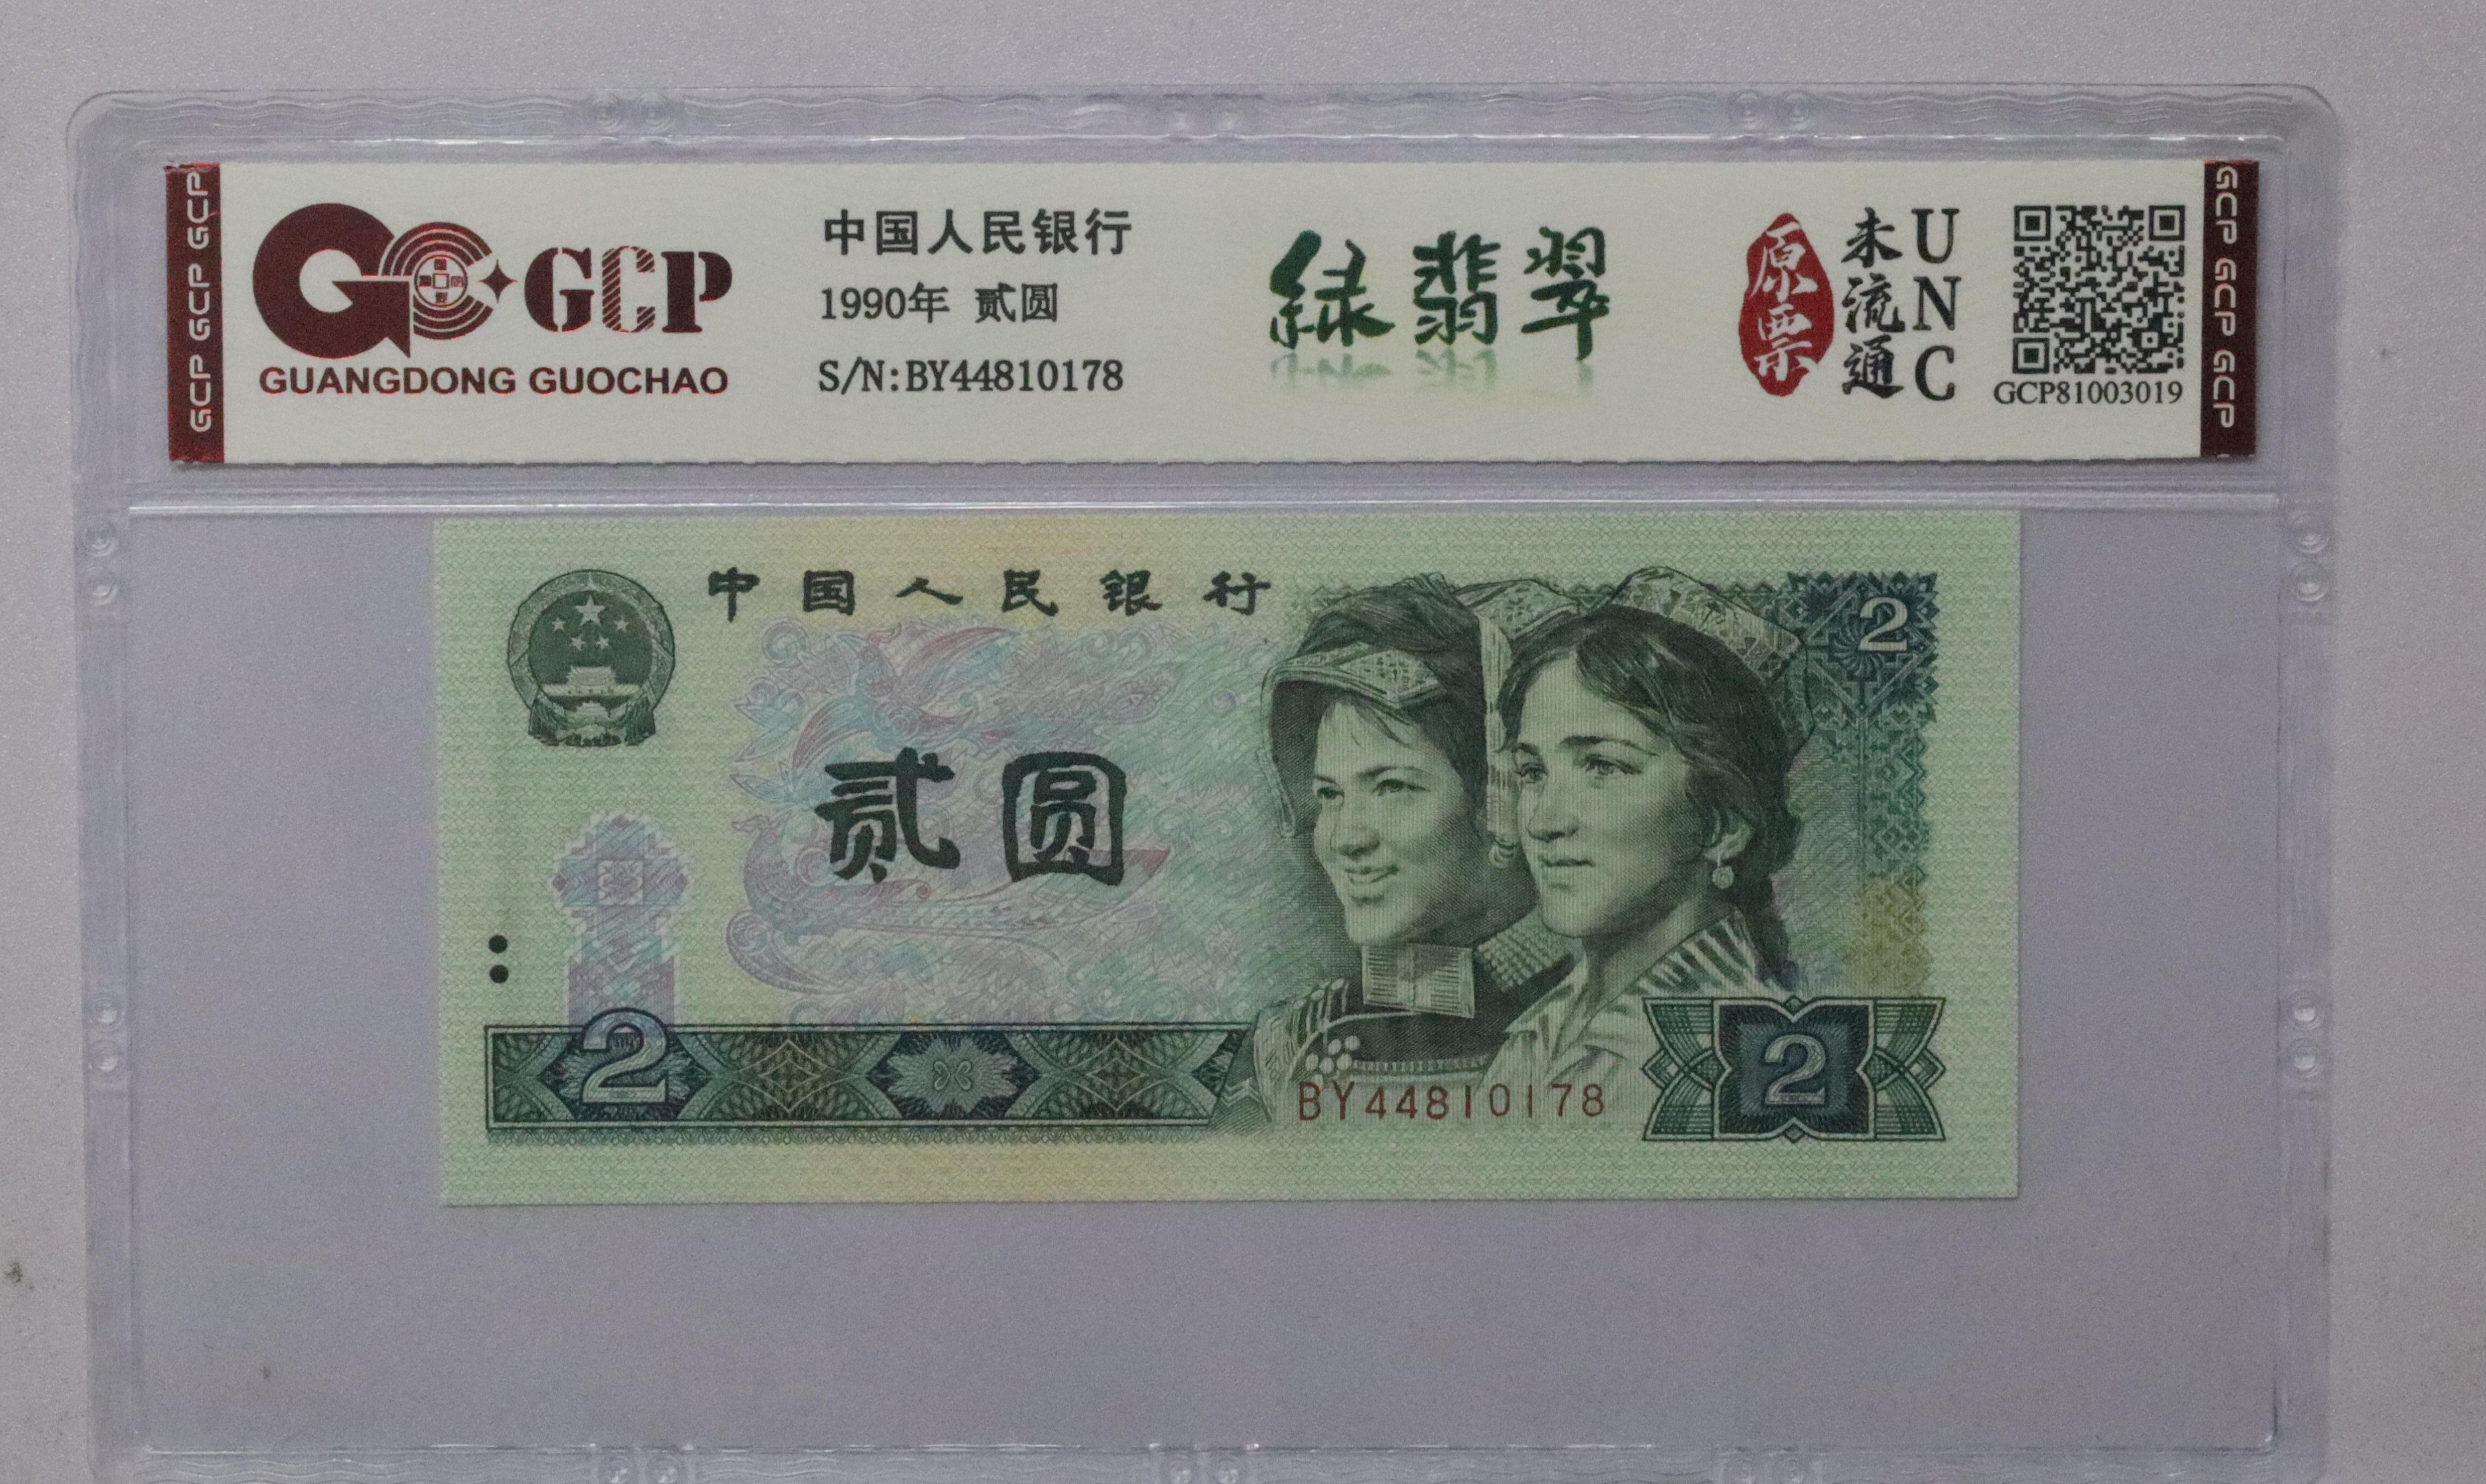 GCP GCP GCP
GCP
GUANGDONG GUOCHAO
中国人民银行
1990年 贰圆
S/N:BY44810178
绿翡翠
原票
未流通
UNC
GCP81003019
GCP GCP GCP
中国人民银行
2
贰圆
2
BY44810178
2